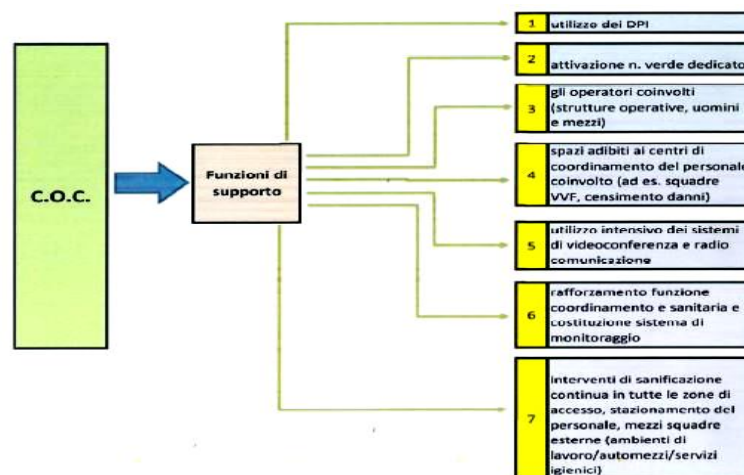 C.O.C.
Funzioni di
supporto
1 utilizzo dei DPI
2 attivazione n. verde dedicato
3 gli operatori coinvolti
(strutture operative, uomini
e mezzi)
4 spazi adibiti ai centri di
coordinamento del personale
coinvolto (ad es. squadre
VVF, censimento danni)
5 utilizzo intensivo dei sistemi
di videoconferenza e radio
comunicazione
6 rafforzamento funzione
coordinamento e sanitaria e
costituzione sistema di
monitoraggio
7 Interventi di sanificazione
continua in tutte le zone di
accesso, stazionamento del
personale, mezzi squadre
esterne (ambienti di
lavoro/automezzi/servizi
igienici)